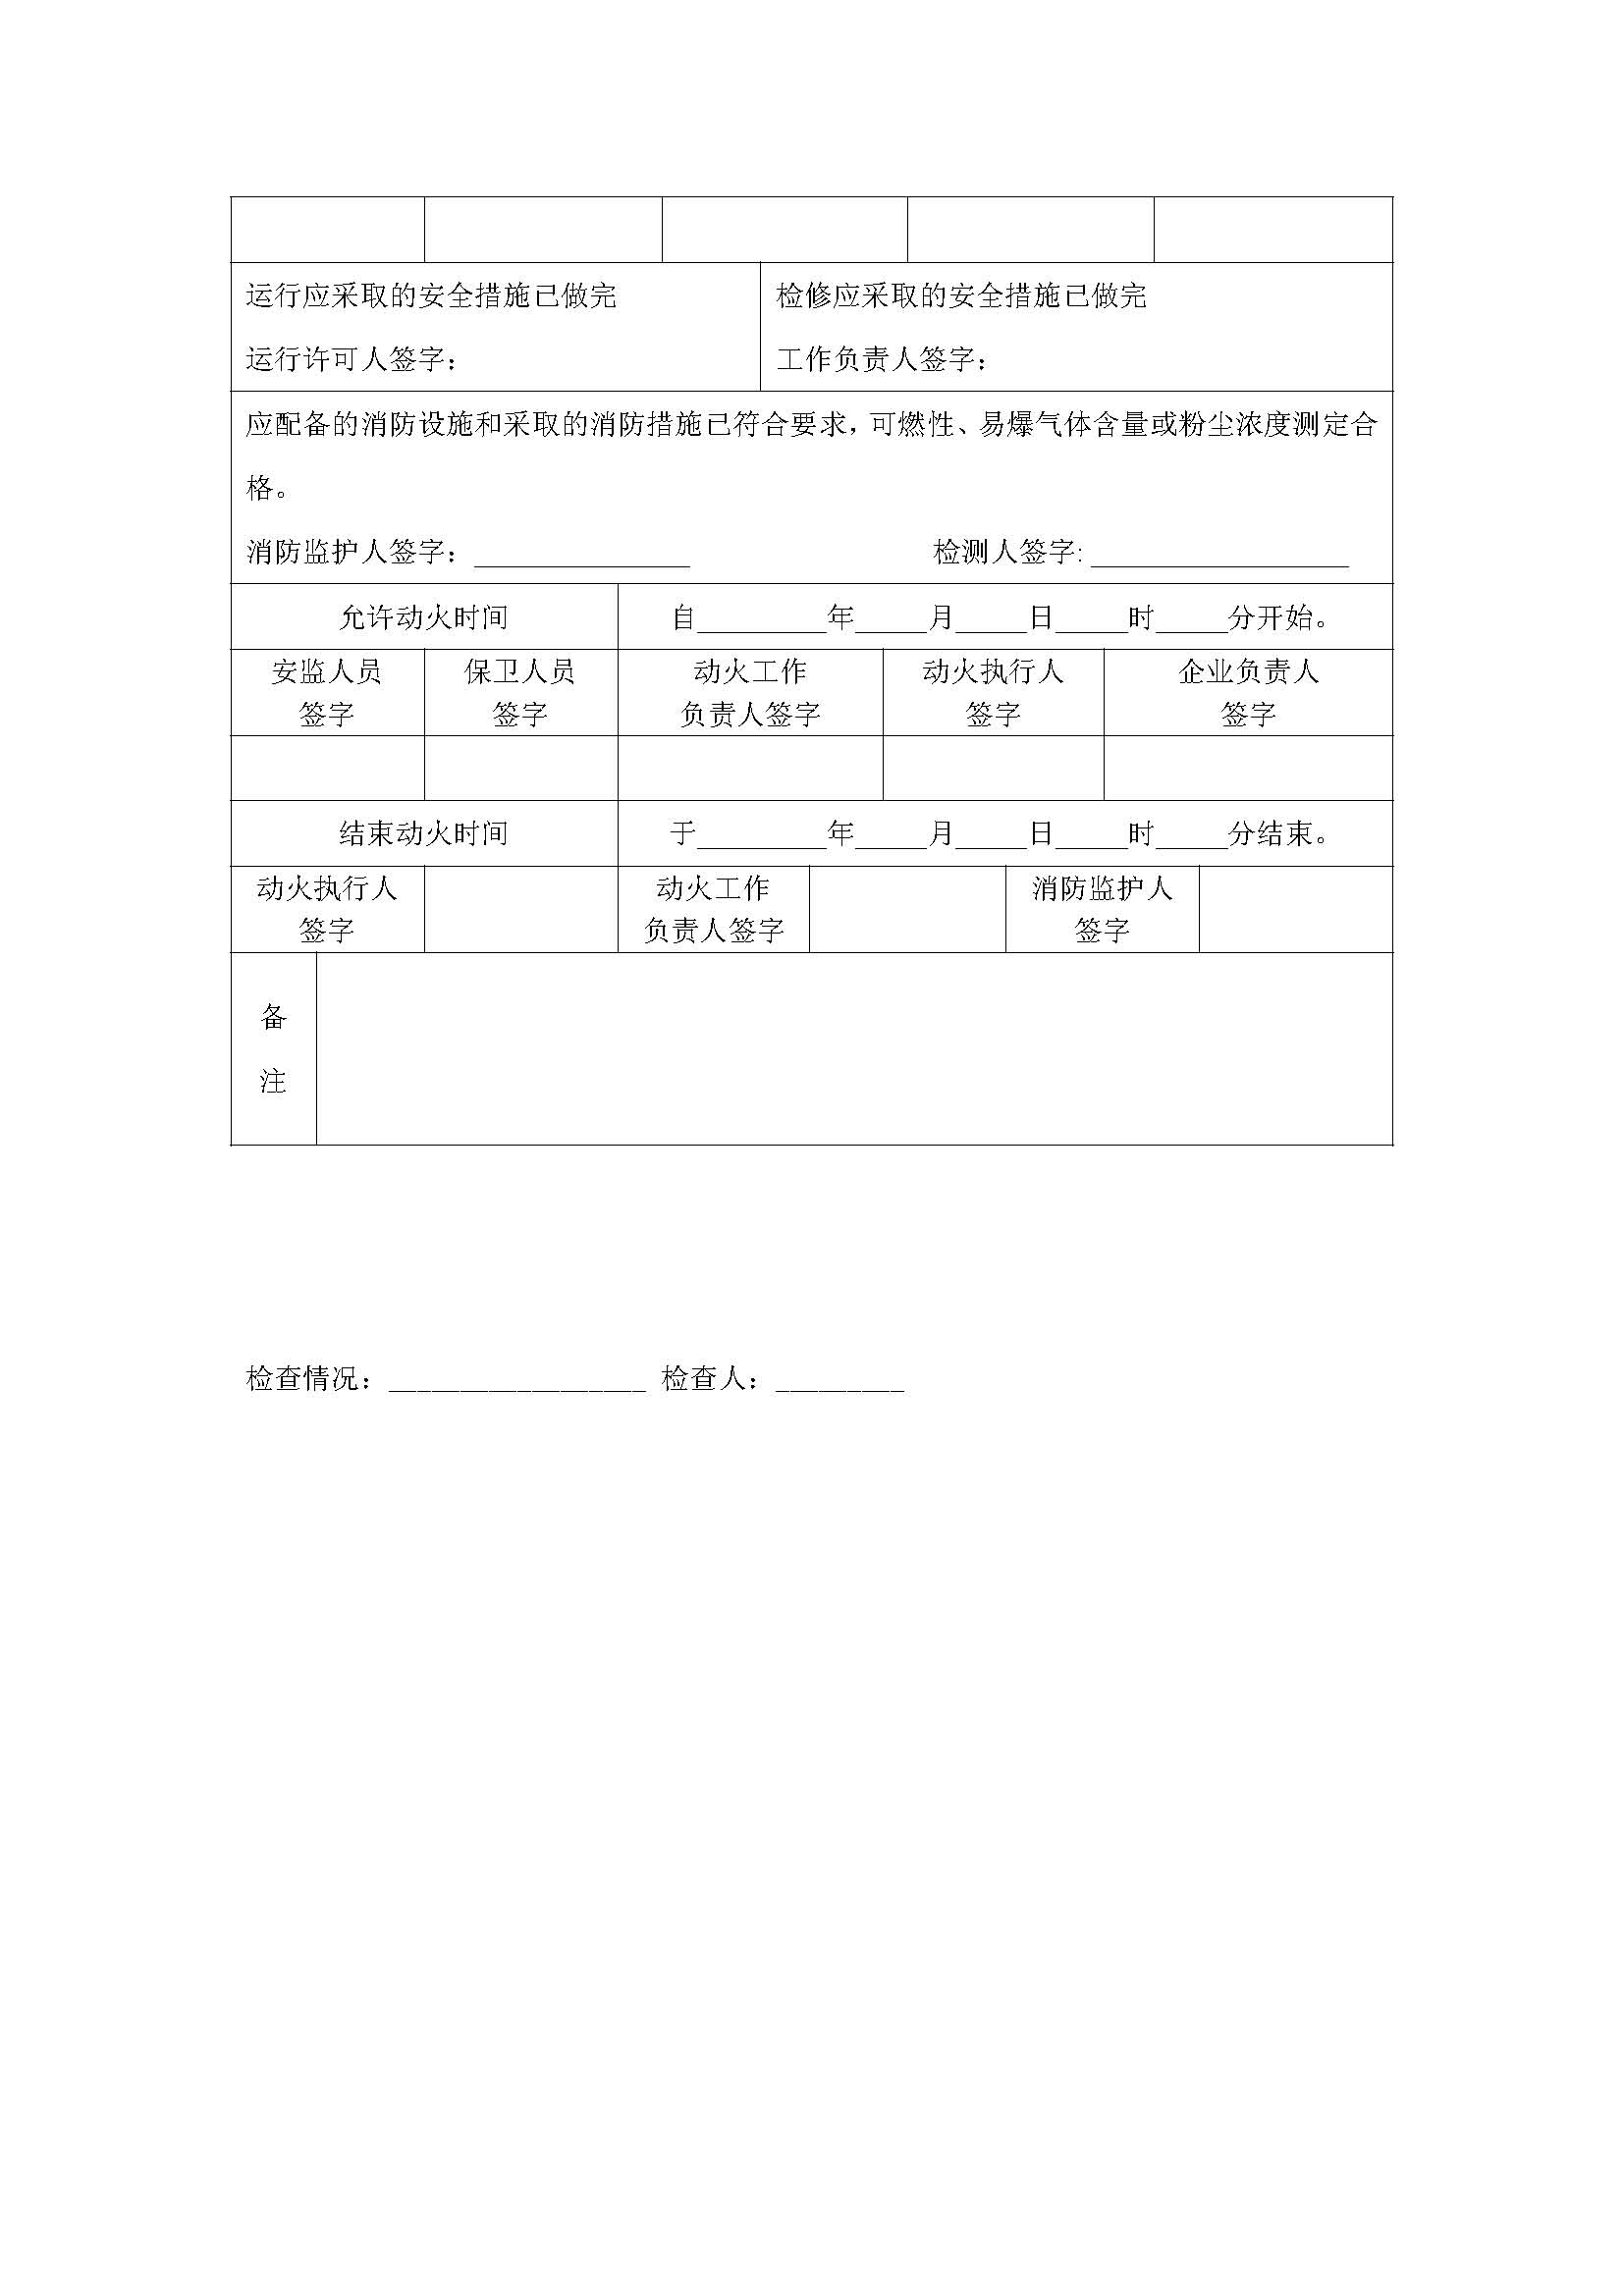 运行应采取的安全措施已做完 检修应采取的安全措施已做完
运行许可人签字： 工作负责人签字：
应配备的消防设施和采取的消防措施已符合要求，可燃性、易爆气体含量或粉尘浓度测定合
格。
消防监护人签字：_______________ 检测人签字: __________________
允许动火时间 自_________年_____月_____日_____时_____分开始。
安监人员 保卫人员 动火工作 动火执行人 企业负责人
签字 签字 负责人签字 签字 签字
结束动火时间 于_________年_____月_____日_____时_____分结束。
动火执行人 动火工作 消防监护人
签字 负责人签字 签字
备
注
检查情况：__________________ 检查人：_________